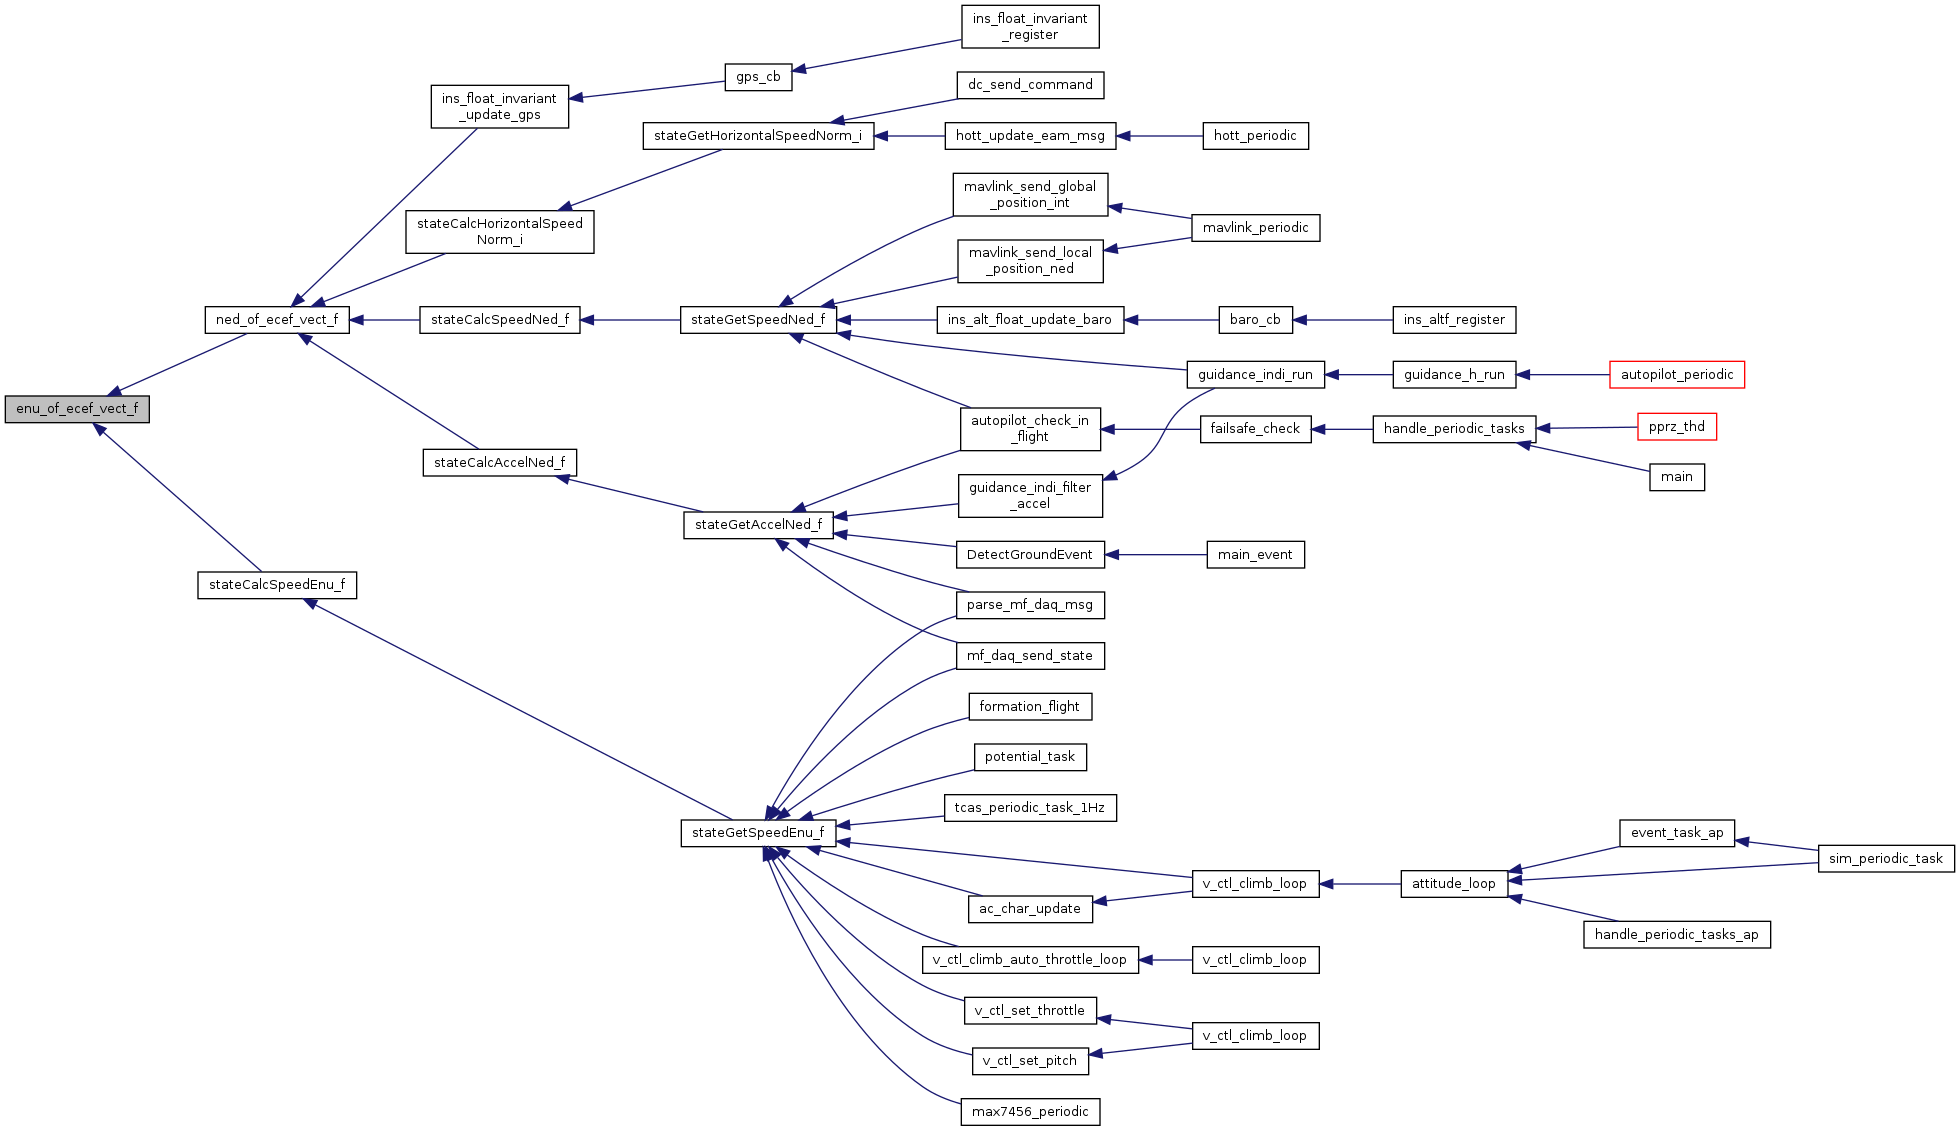 ins_float_invariant
_register
gps_cb
ins_float_invariant
_update_gps
dc_send_command
stateGetHorizontalSpeedNorm_i
hott_update_eam_msg
hott_periodic
mavlink_send_global
_position_int
stateCalcHorizontalSpeed
Norm_i
mavlink_periodic
mavlink_send_local
_position_ned
ned_of_ecef_vect_f
stateCalcSpeedNed_f
stateGetSpeedNed_f
ins_alt_float_update_baro
baro_cb
ins_altf_register
guidance_indi_run
guidance_h_run
autopilot_periodic
enu_of_ecef_vect_f
autopilot_check_in
_flight
failsafe_check
handle_periodic_tasks
pprz_thd
stateCalcAccelNed_f
main
guidance_indi_filter
_accel
stateGetAccelNed_f
DetectGroundEvent
main_event
stateCalcSpeedEnu_f
parse_mf_daq_msg
mf_daq_send_state
formation_flight
potential_task
tcas_periodic_task_1Hz
stateGetSpeedEnu_f
event_task_ap
sim_periodic_task
v_ctl_climb_loop
attitude_loop
ac_char_update
handle_periodic_tasks_ap
v_ctl_climb_auto_throttle_loop
v_ctl_climb_loop
v_ctl_set_throttle
v_ctl_climb_loop
v_ctl_set_pitch
max7456_periodic